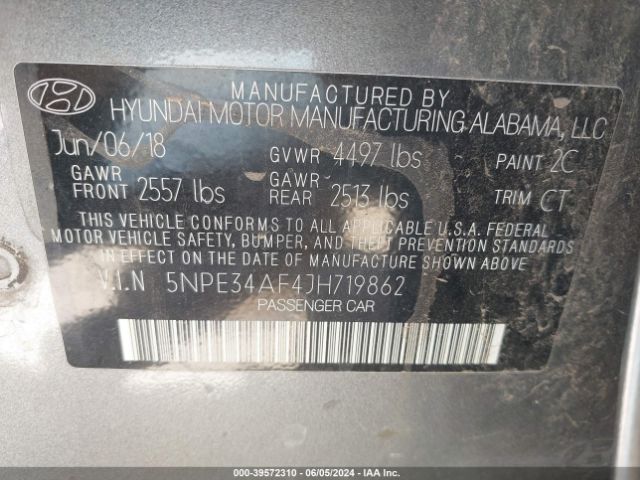 MANUFACTURED BY
HYUNDAI MOTOR MANUFACTURING ALABAMA, LLC
Jun/06/18 GVWR 4497 lbs PAINT 2C
GAWR FRONT 2557 lbs GAWR REAR 2513 lbs TRIM CT
THIS VEHICLE CONFORMS TO ALL APPLICABLE U.S.A. FEDERAL
MOTOR VEHICLE SAFETY, BUMPER, AND THEFT PREVENTION STANDARDS
IN EFFECT ON THE DATE OF MANUFACTURE SHOWN ABOVE.
V.I.N 5NPE34AF4JH719862
PASSENGER CAR
000-39572310 - 06/05/2024 - IAA Inc.